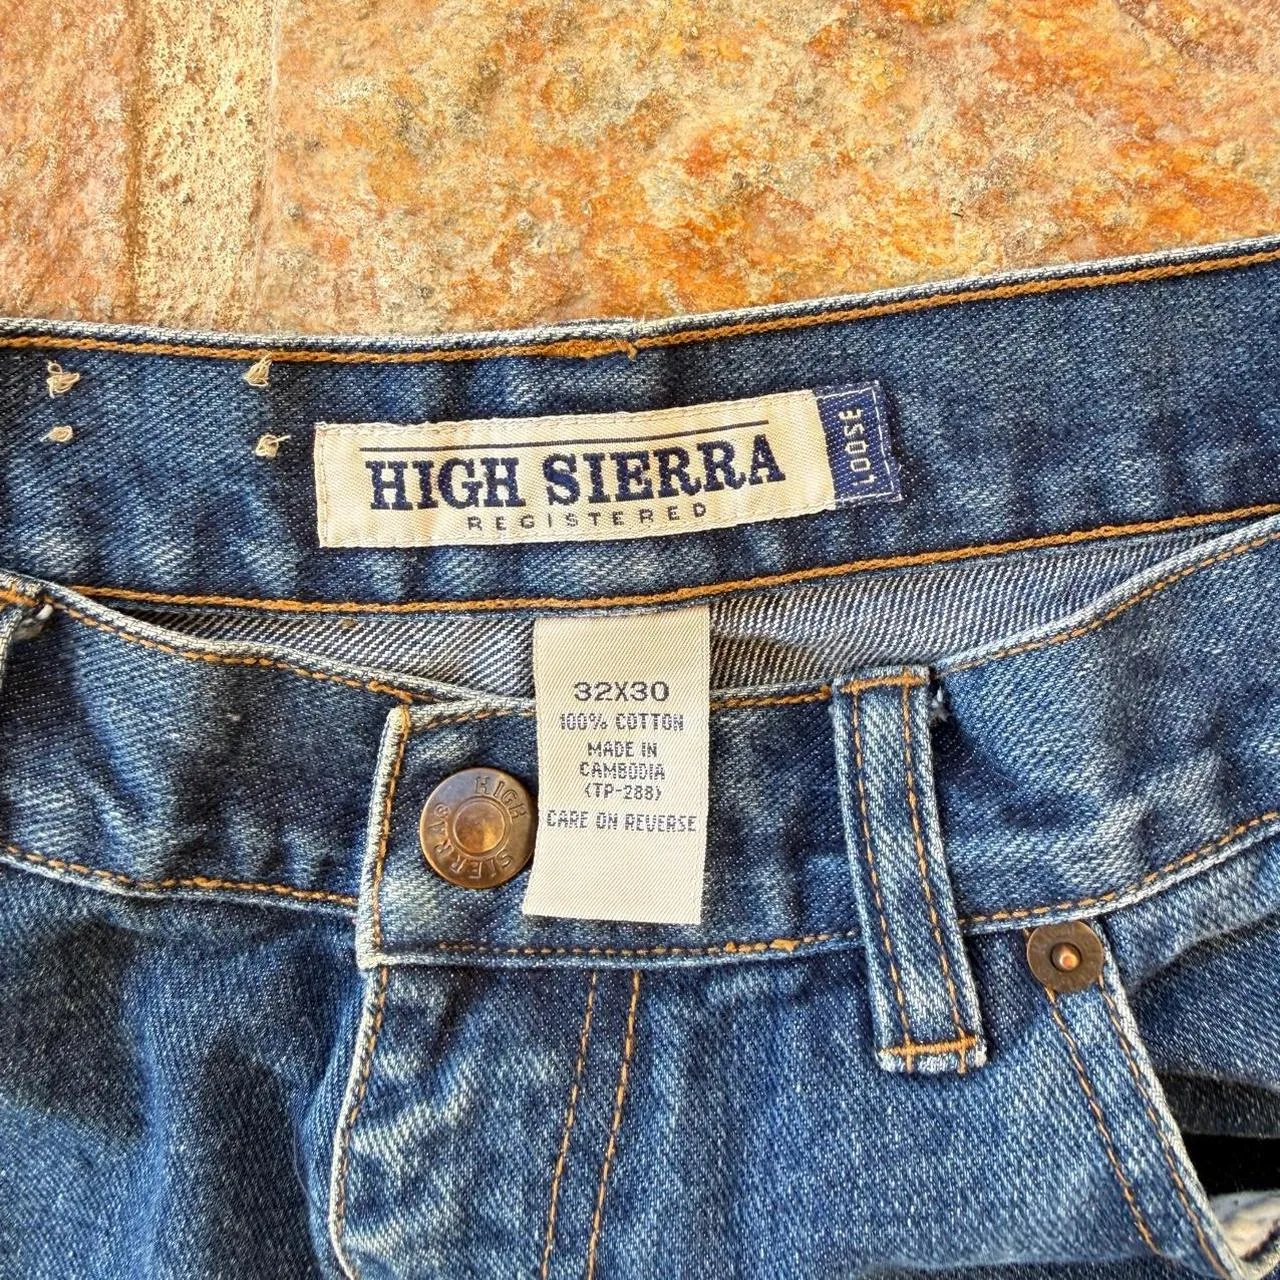 HIGH SIERRA
REGISTERED
LOOSE
32X30
100% COTTON
MADE IN
CAMBODIA
(TP-288)
CARE ON REVERSE
HIGH
SIERRA